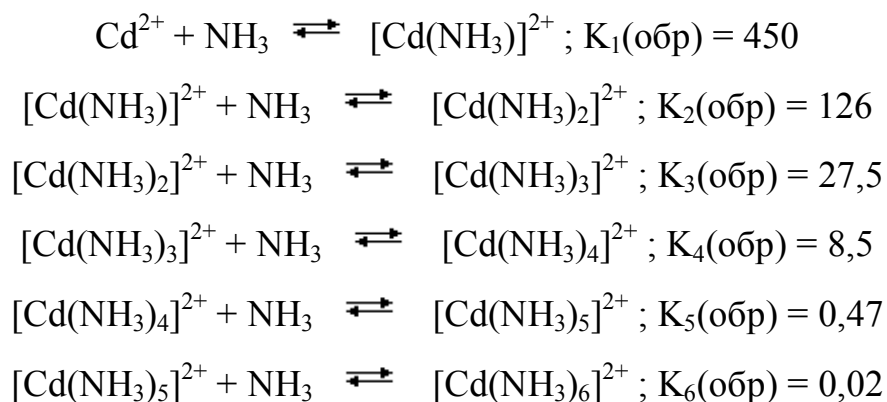 Cd²⁺ + NH₃ ⇌ [Cd(NH₃)]²⁺ ; K₁(обр) = 450
[Cd(NH₃)]²⁺ + NH₃ ⇌ [Cd(NH₃)₂]²⁺ ; K₂(обр) = 126
[Cd(NH₃)₂]²⁺ + NH₃ ⇌ [Cd(NH₃)₃]²⁺ ; K₃(обр) = 27,5
[Cd(NH₃)₃]²⁺ + NH₃ ⇌ [Cd(NH₃)₄]²⁺ ; K₄(обр) = 8,5
[Cd(NH₃)₄]²⁺ + NH₃ ⇌ [Cd(NH₃)₅]²⁺ ; K₅(обр) = 0,47
[Cd(NH₃)₅]²⁺ + NH₃ ⇌ [Cd(NH₃)₆]²⁺ ; K₆(обр) = 0,02